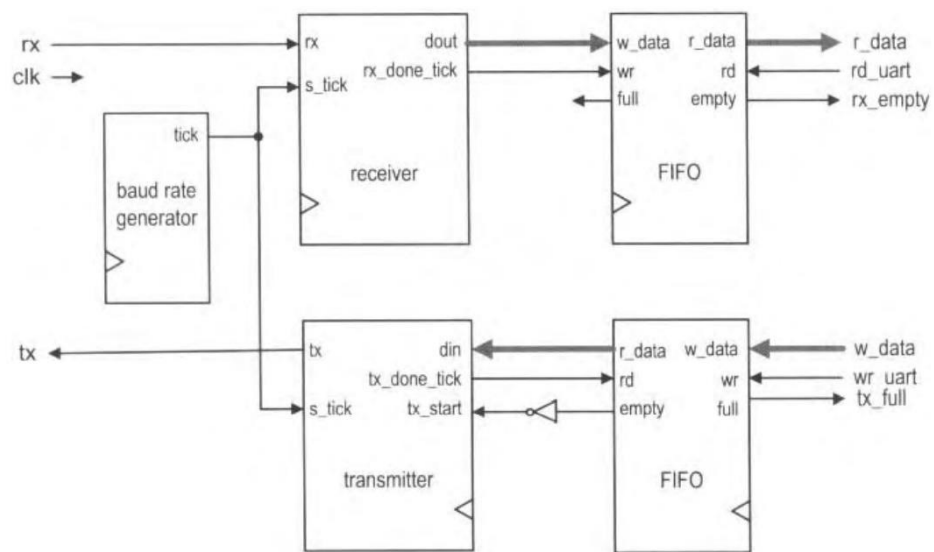 rx
clk
tick
baud rate
generator
rx
dout
rx_done_tick
s_tick
receiver
w_data
r_data
wr
rd
full
empty
FIFO
r_data
rd_uart
rx_empty
tx
tx
din
tx_done_tick
s_tick
tx_start
transmitter
r_data
w_data
rd
wr
empty
full
FIFO
w_data
wr_uart
tx_full